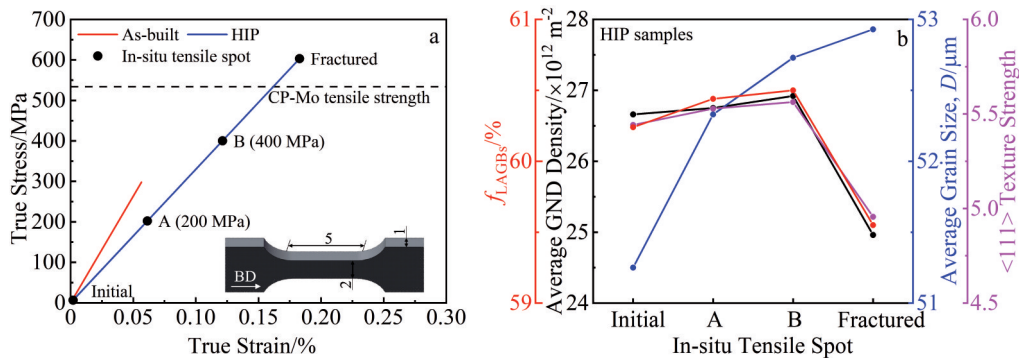 700
600
500
400
300
200
100
0
True Stress/MPa
As-built
HIP
In-situ tensile spot
a
Fractured
CP-Mo tensile strength
B (400 MPa)
A (200 MPa)
Initial
5
1
2
BD
0
0.05
0.10
0.15
0.20
0.25
0.30
True Strain/%
61
60
59
f_LAGBs/%
28
27
26
25
24
Average GND Density/×10¹² m⁻²
HIP samples
b
Initial
A
B
Fractured
In-situ Tensile Spot
53
52
51
Average Grain Size, D/μm
6.0
5.5
5.0
4.5
<111> Texture Strength